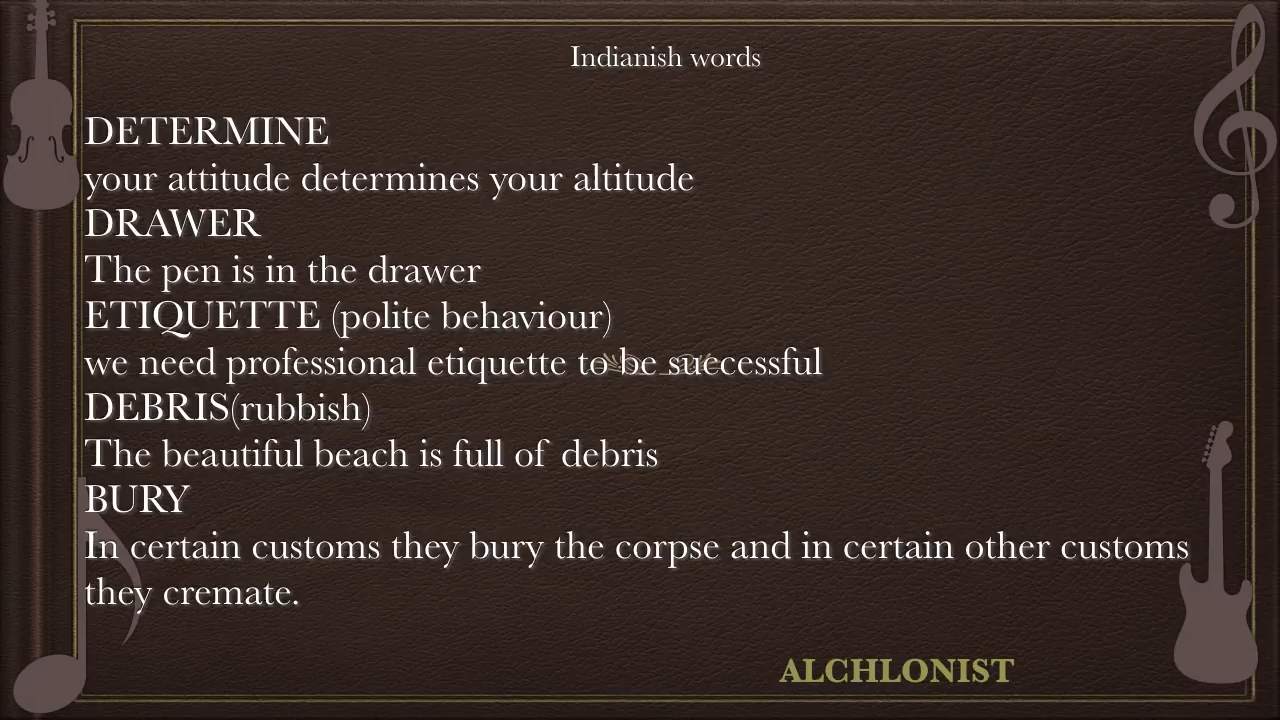 Indianish words
DETERMINE
your attitude determines your altitude
DRAWER
The pen is in the drawer
ETIQUETTE (polite behaviour)
we need professional etiquette to be successful
DEBRIS(rubbish)
The beautiful beach is full of debris
BURY
In certain customs they bury the corpse and in certain other customs
they cremate.
ALCHLONIST